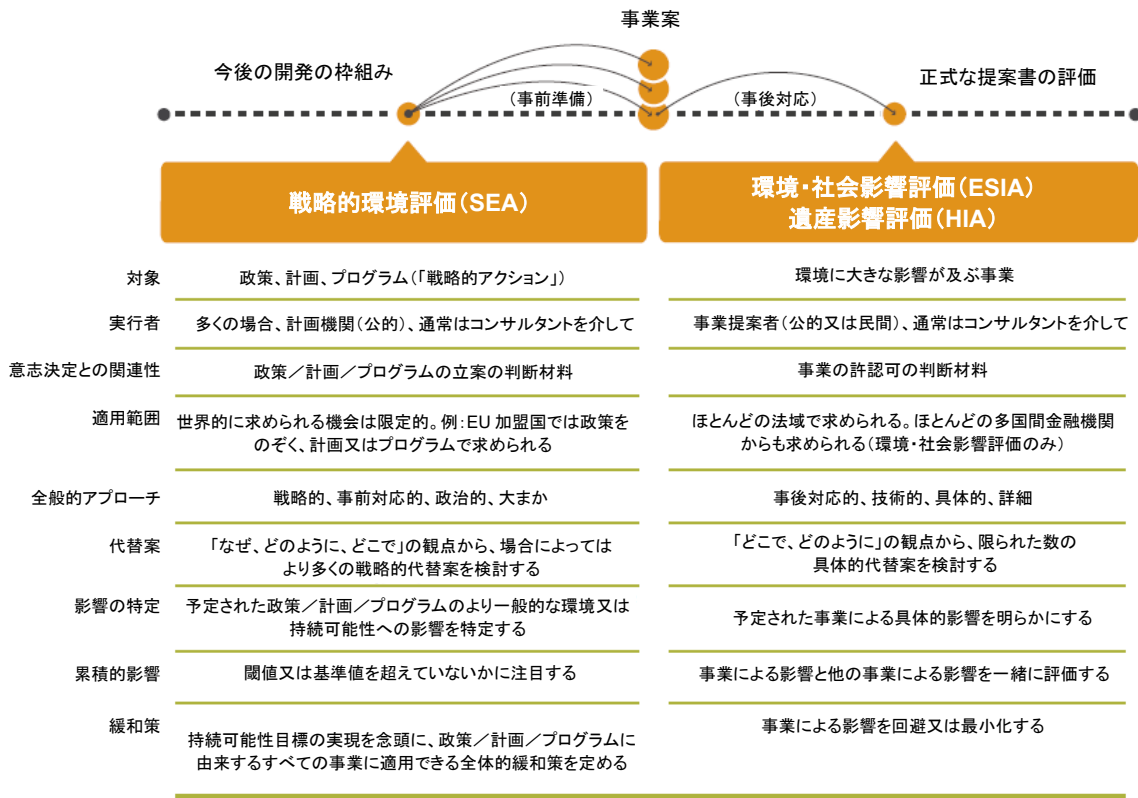 事業案
今後の開発の枠組み
正式な提案書の評価
（事前準備）
（事後対応）
戦略的環境評価（SEA）
環境・社会影響評価（ESIA）
遺産影響評価（HIA）
対象
政策、計画、プログラム（「戦略的アクション」）
環境に大きな影響が及ぶ事業
実行者
多くの場合、計画機関（公的）、通常はコンサルタントを介して
事業提案者（公的又は民間）、通常はコンサルタントを介して
意志決定との関連性
政策／計画／プログラムの立案の判断材料
事業の許認可の判断材料
適用範囲
世界的に求められる機会は限定的。例：EU 加盟国では政策を
のぞく、計画又はプログラムで求められる
ほとんどの法域で求められる。ほとんどの多国間金融機関
からも求められる（環境・社会影響評価のみ）
全般的アプローチ
戦略的、事前対応的、政治的、大まか
事後対応的、技術的、具体的、詳細
代替案
「なぜ、どのように、どこで」の観点から、場合によっては
より多くの戦略的代替案を検討する
「どこで、どのように」の観点から、限られた数の
具体的代替案を検討する
影響の特定
予定された政策／計画／プログラムのより一般的な環境又は
持続可能性への影響を特定する
予定された事業による具体的影響を明らかにする
累積的影響
閾値又は基準値を超えていないかに注目する
事業による影響と他の事業による影響を一緒に評価する
緩和策
持続可能性目標の実現を念頭に、政策／計画／プログラムに
由来するすべての事業に適用できる全体的緩和策を定める
事業による影響を回避又は最小化する